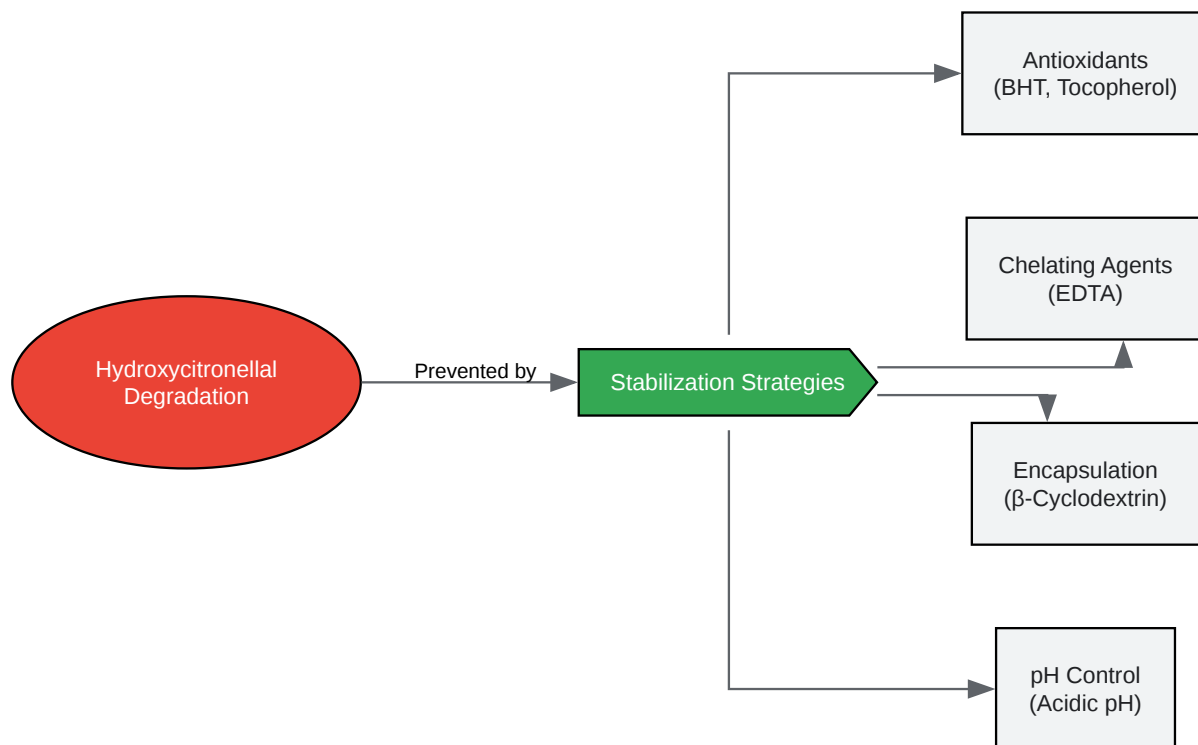 Antioxidants
(BHT, Tocopherol)
Chelating Agents
(EDTA)
Hydroxycitronellal
Degradation
Prevented by
Stabilization Strategies
Encapsulation
(β-Cyclodextrin)
pH Control
(Acidic pH)